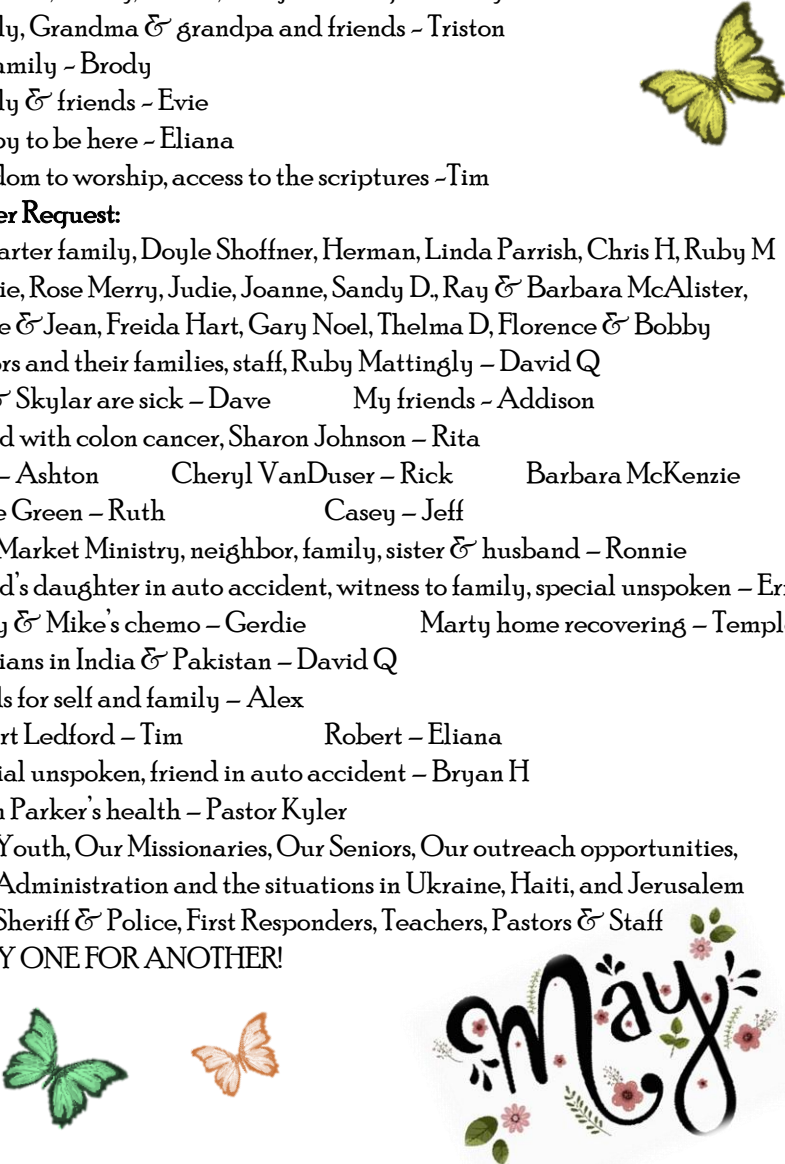 ly, Grandma & grandpa and friends ~ Triston
amily ~ Brody
ly & friends ~ Evie
py to be here ~ Eliana
dom to worship, access to the scriptures ~Tim
er Request:
arter family, Doyle Shoffner, Herman, Linda Parrish, Chris H, Ruby M
ie, Rose Merry, Judie, Joanne, Sandy D., Ray & Barbara McAlister,
e & Jean, Freida Hart, Gary Noel, Thelma D, Florence & Bobby
ors and their families, staff, Ruby Mattingly – David Q
& Skylar are sick – Dave My friends ~ Addison
d with colon cancer, Sharon Johnson – Rita
– Ashton Cheryl VanDuser – Rick Barbara McKenzie
e Green – Ruth Casey – Jeff
Market Ministry, neighbor, family, sister & husband – Ronnie
d's daughter in auto accident, witness to family, special unspoken – Er
y & Mike's chemo – Gerdie Marty home recovering – Templ
ians in India & Pakistan – David Q
ls for self and family – Alex
rt Ledford – Tim Robert – Eliana
ial unspoken, friend in auto accident – Bryan H
n Parker's health – Pastor Kyler
Youth, Our Missionaries, Our Seniors, Our outreach opportunities,
Administration and the situations in Ukraine, Haiti, and Jerusalem
Sheriff & Police, First Responders, Teachers, Pastors & Staff
Y ONE FOR ANOTHER!
May